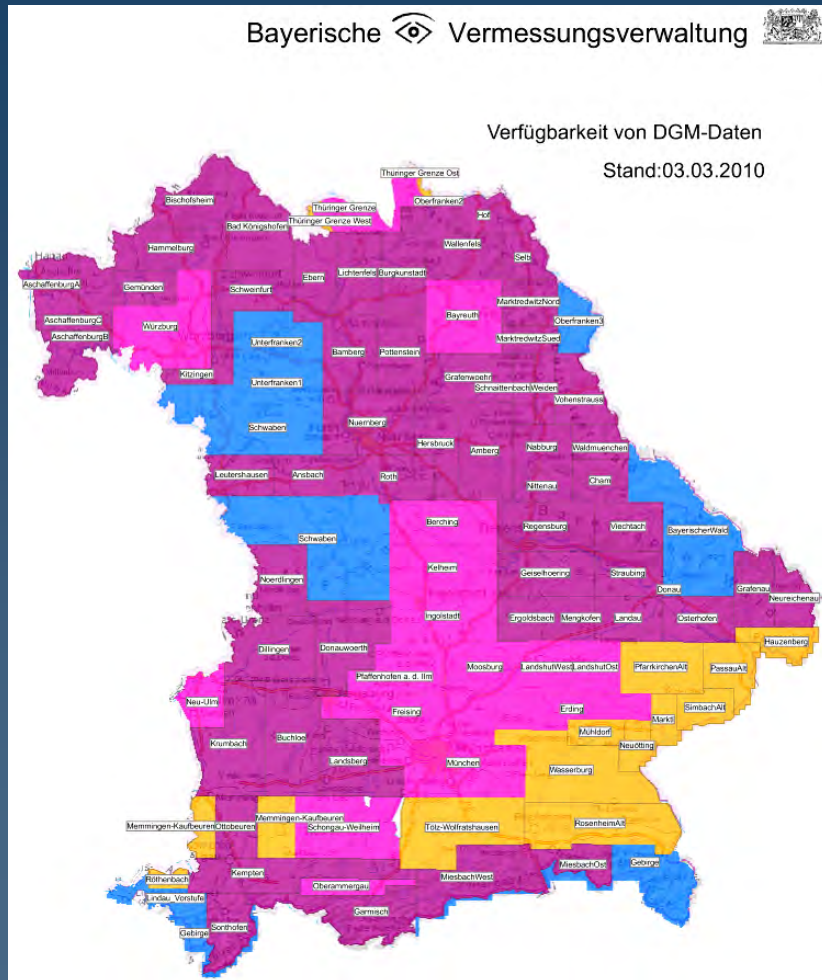 Bayerische Vermessungsverwaltung
Verfügbarkeit von DGM-Daten
Stand:03.03.2010
Thüringer Grenze Ost
Bischofsheim
Oberfranken2
Thüringer Grenze
Hof
Thüringer Grenze West
Bad Königshofen
Wallenfels
Hammelburg
Selb
Lichtenfels
Burgkunstadt
Ebern
AschaffenburgA
Gemünden
Schweinfurt
MarktredwitzNord
Bayreuth
AschaffenburgC
Würzburg
Oberfranken3
AschaffenburgB
MarktredwitzSued
Unterfranken2
Bamberg
Pottenstein
Kitzingen
Grafenwoehr
Unterfranken1
Schnaittenbach
Weiden
Vohenstrauss
Nuernberg
Schwaben
Hersbruck
Amberg
Nabburg
Waldmuenchen
Leutershausen
Ansbach
Roth
Cham
Nittenau
Berching
Regensburg
Viechtach
BayerischerWald
Schwaben
Kelheim
Geiselhoering
Straubing
Noerdlingen
Donau
Grafenau
Neureichenau
Ingolstadt
Ergoldsbach
Mengkofen
Landau
Osterhofen
Hauzenberg
Dillingen
Donauwoerth
Moosburg
LandshutWest
LandshutOst
PfarrkirchenAlt
PassauAlt
Pfaffenhofen a. d. Ilm
Neu-Ulm
Freising
Erding
SimbachAlt
Marktl
Mühldorf
Krumbach
Buchloe
Neuötting
Landsberg
München
Wasserburg
Memmingen-Kaufbeuren
Memmingen-Kaufbeuren
Ottobeuren
Schongau-Weilheim
Tölz-Wolfratshausen
RosenheimAlt
MiesbachOst
Gebirge
Röthenbach
Kempten
MiesbachWest
Oberammergau
Lindau_Vorstufe
Garmisch
Sonthofen
Gebirge